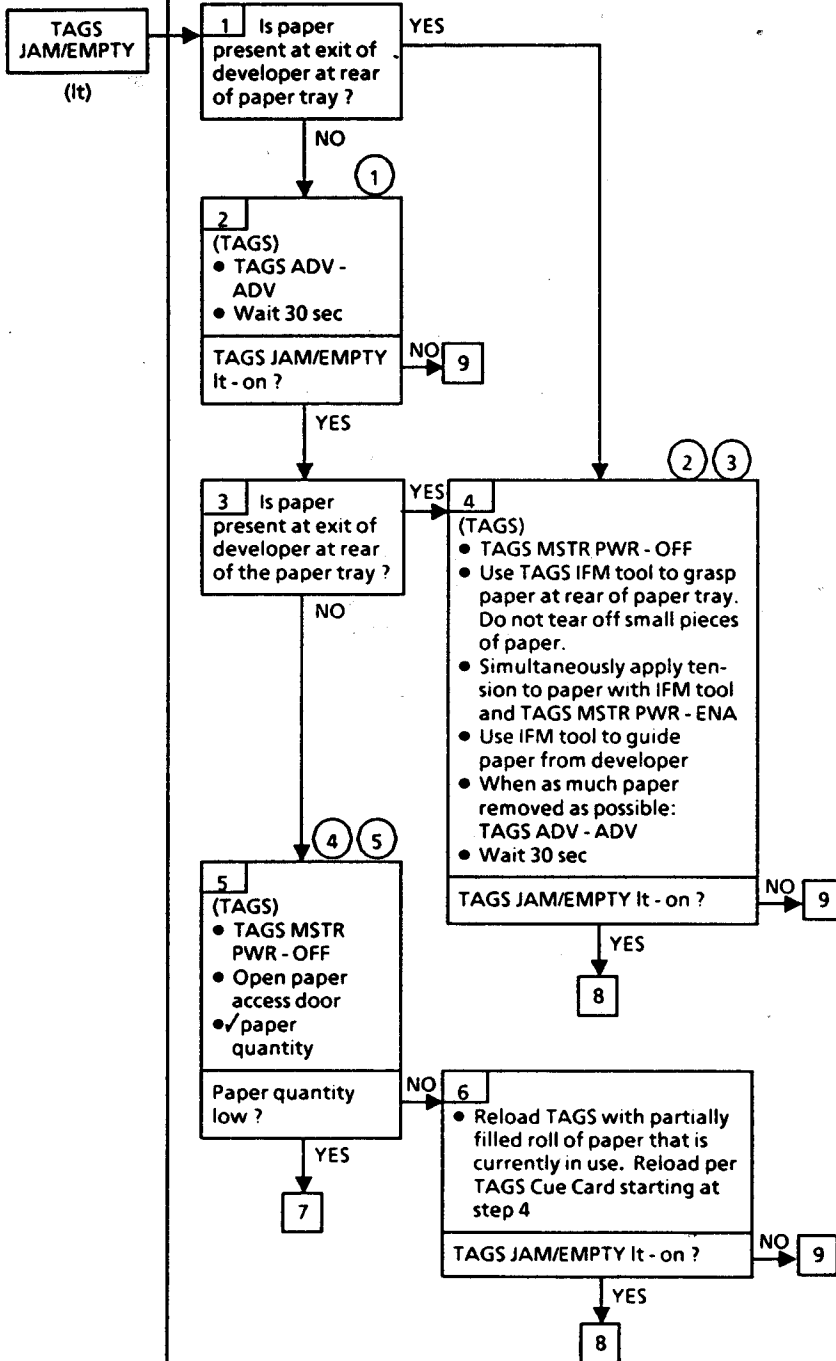 TAGS
JAM/EMPTY
(lt)
1 Is paper
present at exit of
developer at rear
of paper tray ?
YES
NO
1
2
(TAGS)
● TAGS ADV -
ADV
● Wait 30 sec
TAGS JAM/EMPTY
lt - on ?
NO
9
YES
3 Is paper
present at exit of
developer at rear
of the paper tray ?
YES
NO
2 3
4
(TAGS)
● TAGS MSTR PWR - OFF
● Use TAGS IFM tool to grasp
paper at rear of paper tray.
Do not tear off small pieces
of paper.
● Simultaneously apply ten-
sion to paper with IFM tool
and TAGS MSTR PWR - ENA
● Use IFM tool to guide
paper from developer
● When as much paper
removed as possible:
TAGS ADV - ADV
● Wait 30 sec
TAGS JAM/EMPTY lt - on ?
NO
9
YES
8
4 5
5
(TAGS)
● TAGS MSTR
PWR - OFF
● Open paper
access door
● ✓ paper
quantity
Paper quantity
low ?
NO
YES
7
6
● Reload TAGS with partially
filled roll of paper that is
currently in use. Reload per
TAGS Cue Card starting at
step 4
TAGS JAM/EMPTY lt - on ?
NO
9
YES
8